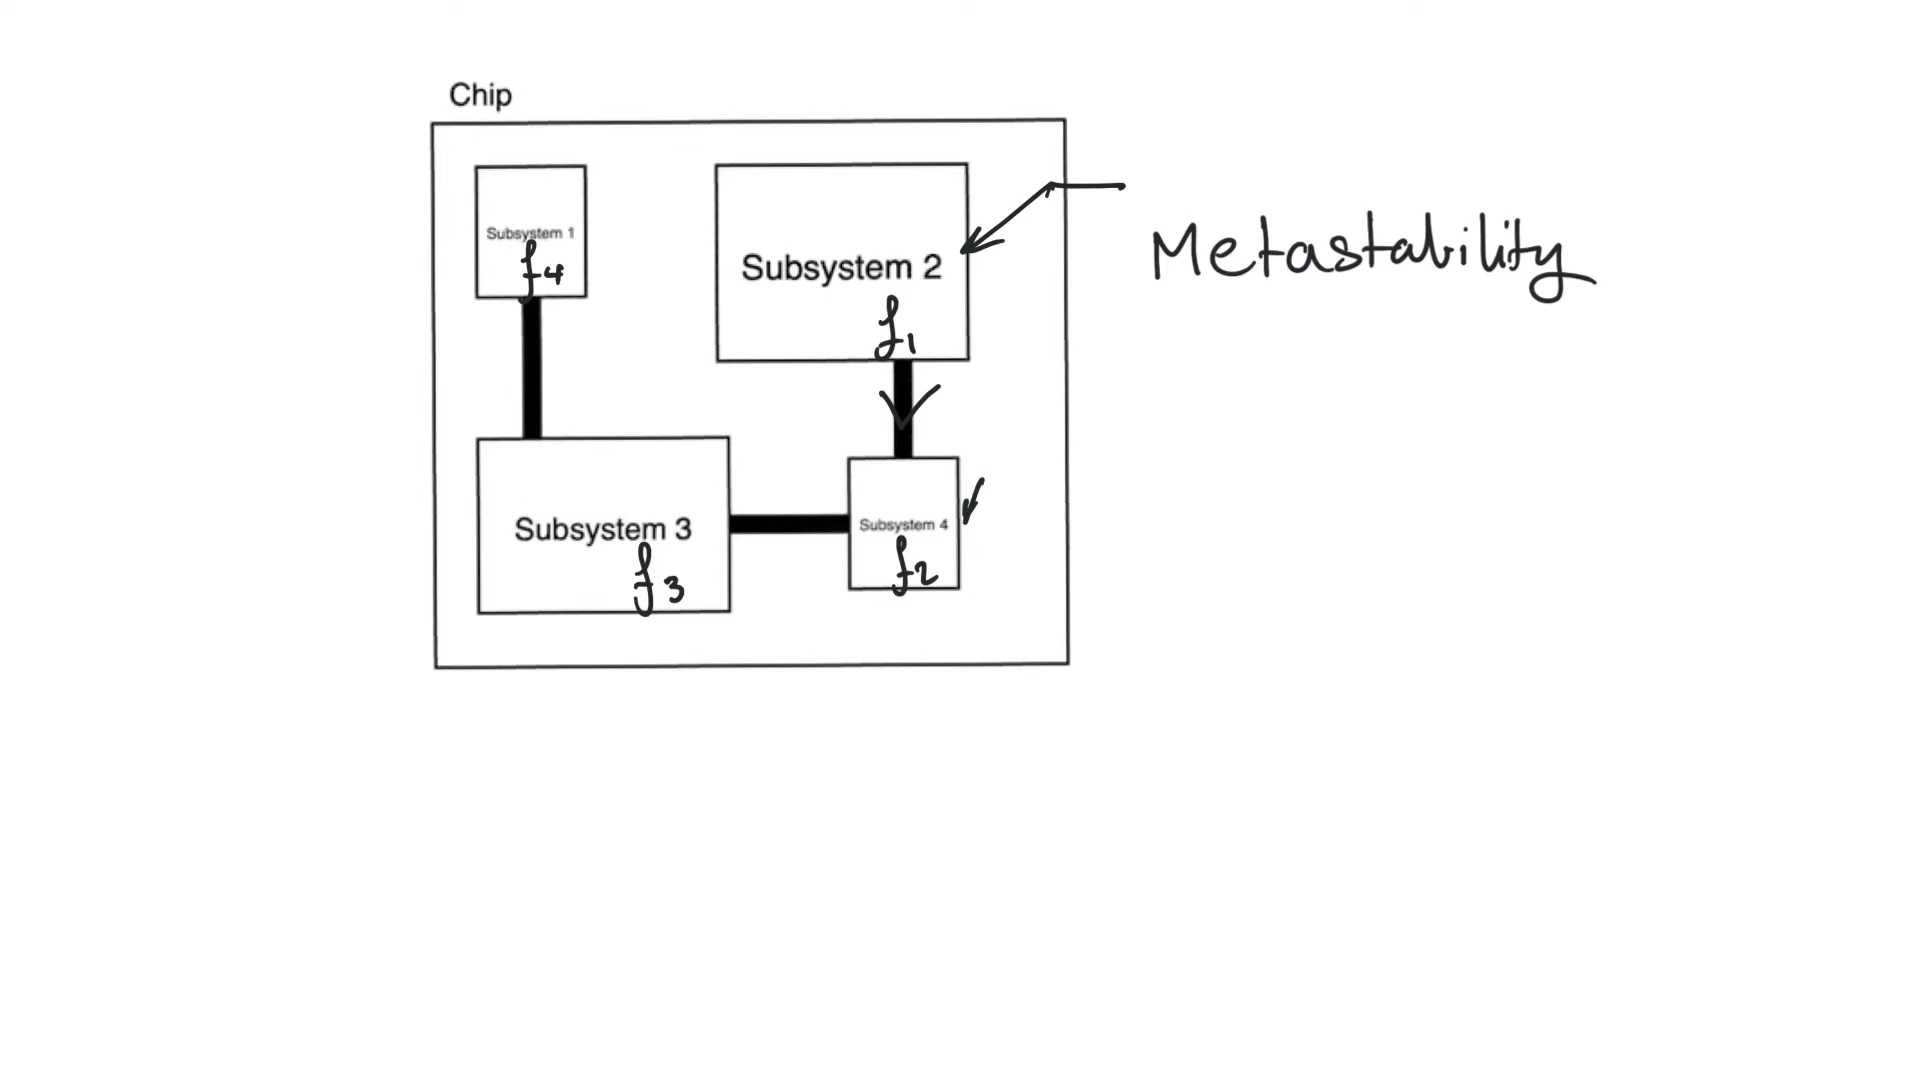 Chip
Subsystem 1
f4
Subsystem 2
f1
Metastability
Subsystem 3
f3
Subsystem 4
f2